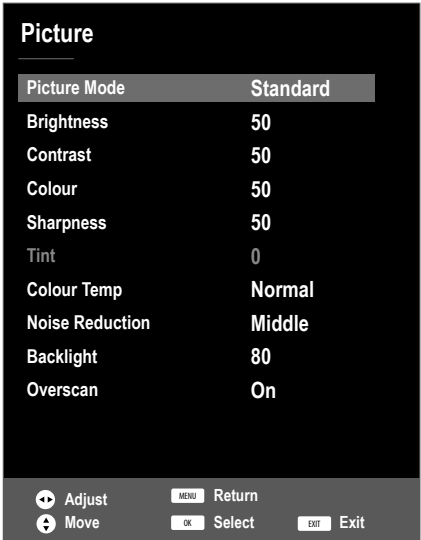 Picture
Picture Mode Standard
Brightness 50
Contrast 50
Colour 50
Sharpness 50
Tint 0
Colour Temp Normal
Noise Reduction Middle
Backlight 80
Overscan On
Adjust MENU Return
Move OK Select EXIT Exit